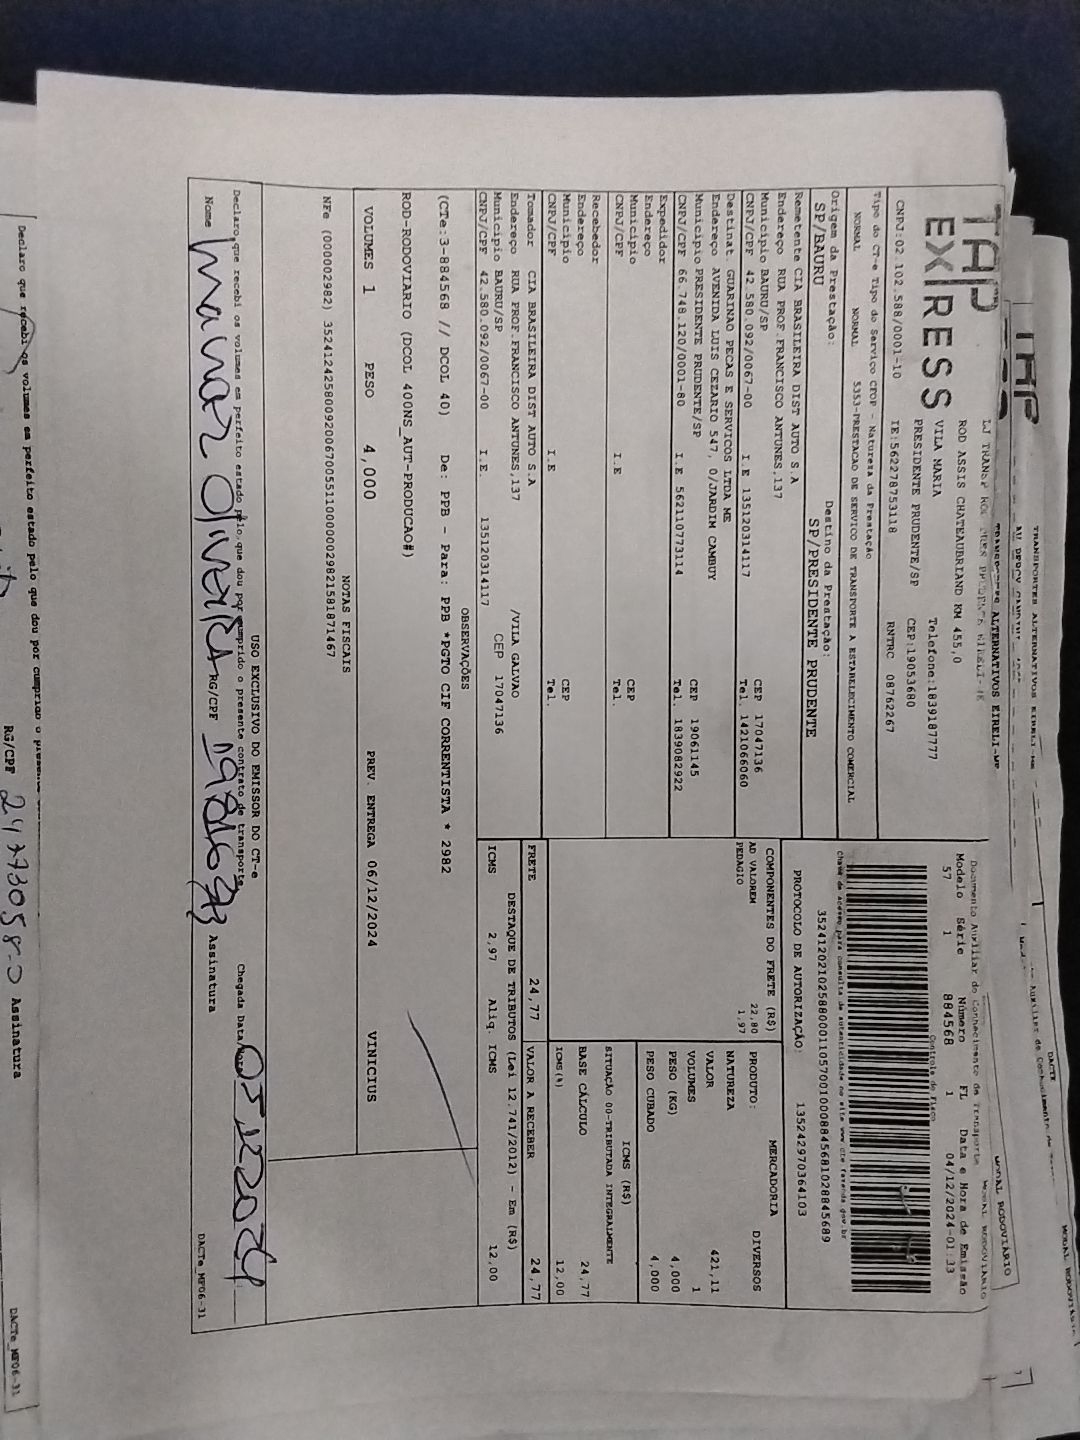 TRANSPORTES ALTERNATIVOS EIRELI-ME
DACTE
MODAL RODOVIÁRIO
TAP
EX|RESS
ROD ASSIS CHATEAUBRIAND KM 455,0
VILA MARIA
PRESIDENTE PRUDENTE/SP
Telefone:1839187777
CEP:19053680
CNPJ:02.102.588/0001-10
IE:562278753118
RNTRC 08762267
Documento Auxiliar do Conhecimento de Transporte
Modelo Série Número FL Data e Hora de Emissão
57 1 884568 1 04/12/2024-01:33
Controle do Fisco
Tipo do CT-e Tipo do Serviço CFOP - Natureza da Prestação
NORMAL NORMAL 5353-PRESTACAO DE SERVICO DE TRANSPORTE A ESTABELECIMENTO COMERCIAL
Chave de acesso para consulta de autenticidade no site www.cte.fazenda.gov.br
35241202102588000110570010008845681028845689
PROTOCOLO DE AUTORIZAÇÃO: 135242970364103
Origem da Prestação: Destino da Prestação:
SP/BAURU SP/PRESIDENTE PRUDENTE
Remetente CIA BRASILEIRA DIST AUTO S.A
Endereço RUA PROF.FRANCISCO ANTUNES,137
Município BAURU/SP CEP 17047136
CNPJ/CPF 42.580.092/0067-00 I.E 135120314117 Tel. 1421066060
Destinat GUARINAO PECAS E SERVICOS LTDA ME
Endereço AVENIDA LUIS CEZARIO 547, 0/JARDIM CAMBUY
Município PRESIDENTE PRUDENTE/SP CEP 19061145
CNPJ/CPF 66.748.120/0001-80 I.E 562110773114 Tel. 1839082922
Expedidor
Endereço
Município CEP
CNPJ/CPF I.E Tel.
Recebedor
Endereço
Município CEP
CNPJ/CPF I.E Tel.
Tomador CIA BRASILEIRA DIST AUTO S.A
Endereço RUA PROF.FRANCISCO ANTUNES,137 /VILA GALVAO
Município BAURU/SP CEP 17047136
CNPJ/CPF 42.580.092/0067-00 I.E. 135120314117
COMPONENTES DO FRETE (R$)
AD VALOREM 22,80
PEDAGIO 1,97
MERCADORIA
PRODUTO: DIVERSOS
NATUREZA
VALOR 421,11
VOLUMES 1
PESO (KG) 4,000
PESO CUBADO 4,000
ICMS (R$)
SITUAÇÃO 00-TRIBUTADA INTEGRALMENTE
BASE CÁLCULO 24,77
ICMS(%) 12,00
FRETE 24,77 VALOR A RECEBER 24,77
DESTAQUE DE TRIBUTOS (Lei 12.741/2012) - Em (R$)
ICMS 2,97 Aliq. ICMS 12,00
OBSERVAÇÕES
(CTe:3-884568 // DCOL 40) De: PPB - Para: PPB *PGTO CIF CORRENTISTA * 2982
ROD-RODOVIARIO (DCOL 400NS_AUT-PRODUCAO#)
VOLUMES 1 PESO 4,000 PREV. ENTREGA 06/12/2024 VINICIUS
NOTAS FISCAIS
NFe (000002982) 35241242580092006700551100000029821581871467
USO EXCLUSIVO DO EMISSOR DO CT-e
Declaro que recebi os volumes em perfeito estado pelo que dou por cumprido o presente contrato de transporte
Chegada Data/Hora
Nome OliveiRA RG/CPF Assinatura
DACTe_MF06-31
Declaro que recebi os volumes em perfeito estado pelo que dou por cumprido o
RG/CPF Assinatura
DACTe_MF06-31